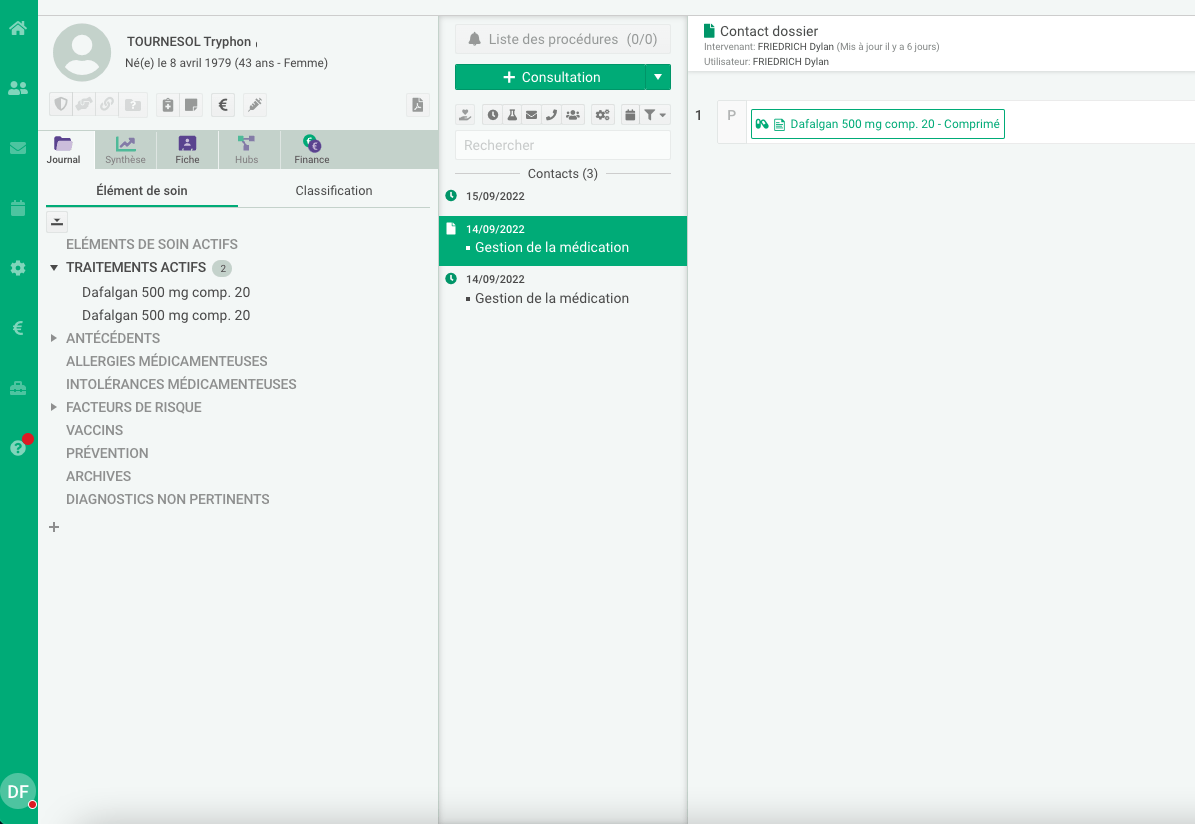 TOURNESOL Tryphon
Né(e) le 8 avril 1979 (43 ans - Femme)
€
Journal
Synthèse
Fiche
Hubs
Finance
Élément de soin
Classification
ELÉMENTS DE SOIN ACTIFS
TRAITEMENTS ACTIFS 2
Dafalgan 500 mg comp. 20
Dafalgan 500 mg comp. 20
ANTÉCÉDENTS
ALLERGIES MÉDICAMENTEUSES
INTOLÉRANCES MÉDICAMENTEUSES
FACTEURS DE RISQUE
VACCINS
PRÉVENTION
ARCHIVES
DIAGNOSTICS NON PERTINENTS
+
DF
Liste des procédures (0/0)
+ Consultation
Rechercher
Contacts (3)
15/09/2022
14/09/2022
▪ Gestion de la médication
14/09/2022
▪ Gestion de la médication
Contact dossier
Intervenant: FRIEDRICH Dylan (Mis à jour il y a 6 jours)
Utilisateur: FRIEDRICH Dylan
1 P Dafalgan 500 mg comp. 20 - Comprimé